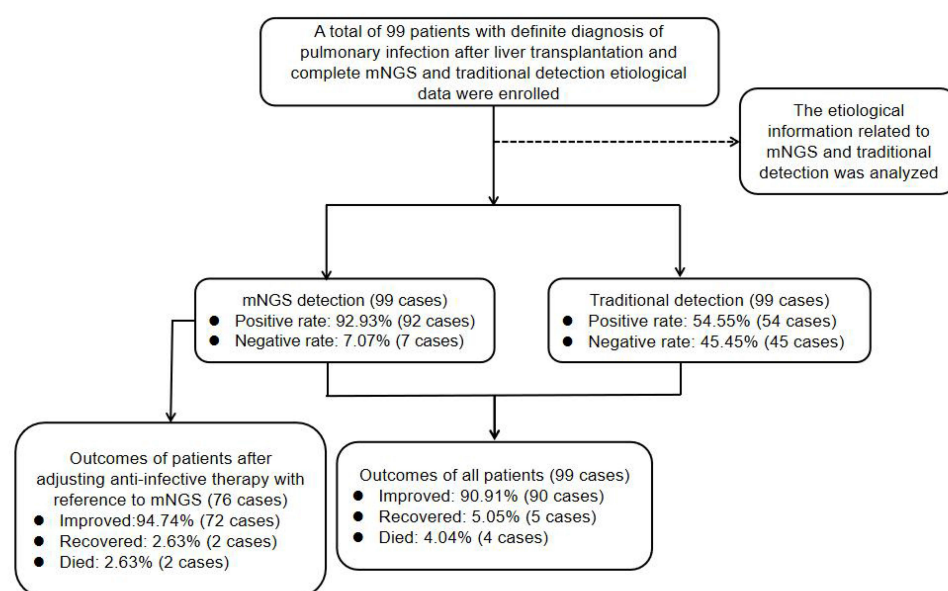 A total of 99 patients with definite diagnosis of
pulmonary infection after liver transplantation and
complete mNGS and traditional detection etiological
data were enrolled
The etiological
information related to
mNGS and traditional
detection was analyzed
mNGS detection (99 cases)
● Positive rate: 92.93% (92 cases)
● Negative rate: 7.07% (7 cases)
Traditional detection (99 cases)
● Positive rate: 54.55% (54 cases)
● Negative rate: 45.45% (45 cases)
Outcomes of patients after
adjusting anti-infective therapy with
reference to mNGS (76 cases)
● Improved:94.74% (72 cases)
● Recovered: 2.63% (2 cases)
● Died: 2.63% (2 cases)
Outcomes of all patients (99 cases)
● Improved: 90.91% (90 cases)
● Recovered: 5.05% (5 cases)
● Died: 4.04% (4 cases)